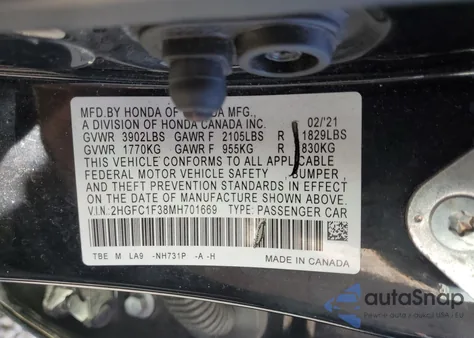 MFD. BY HONDA OF CANADA MFG., 02/'21
A DIVISION OF HONDA CANADA INC.
GVWR 3902LBS GAWR F 2105LBS R 1829LBS
GVWR 1770KG GAWR F 955KG R 830KG
THIS VEHICLE CONFORMS TO ALL APPLICABLE
FEDERAL MOTOR VEHICLE SAFETY BUMPER,
AND THEFT PREVENTION STANDARDS IN EFFECT
ON THE DATE OF MANUFACTURE SHOWN ABOVE.
V.I.N.:2HGFC1F38MH701669 TYPE: PASSENGER CAR
TBE M LA9 -NH731P -A -H MADE IN CANADA
autoSnap